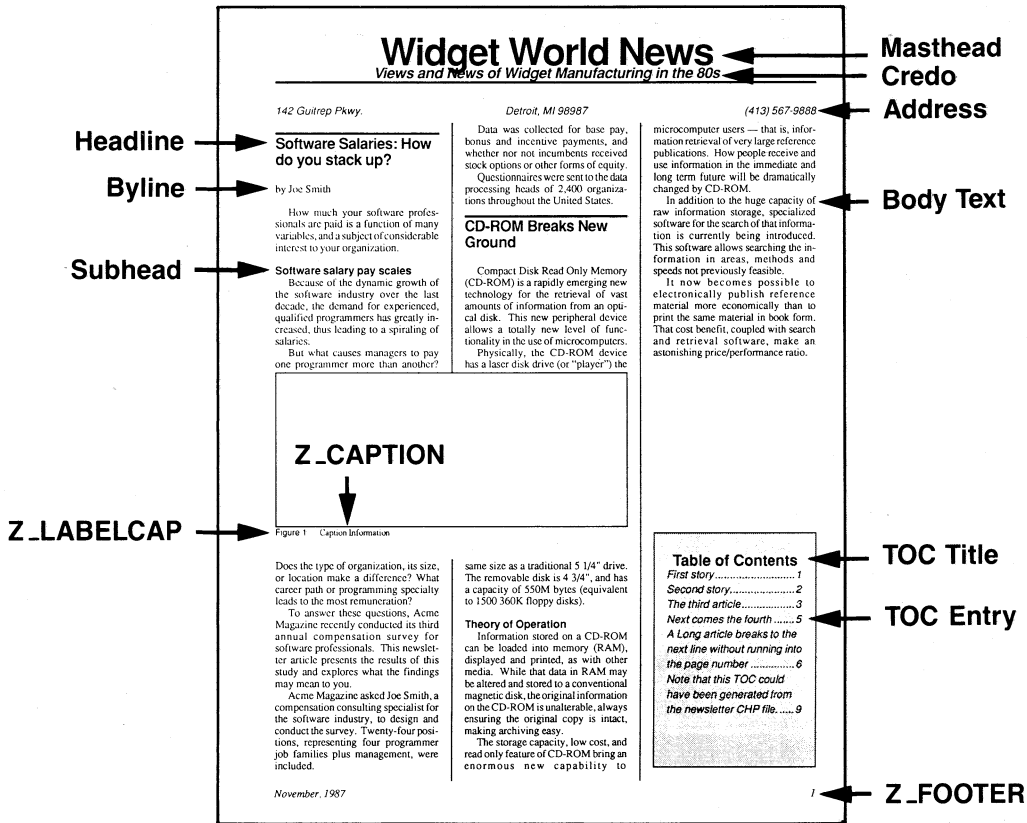 Widget World News
Views and News of Widget Manufacturing in the 80s
Masthead
Credo
142 Guitrep Pkwy.
Detroit, MI 98987
(413) 567-9888
Address
Headline
Byline
Subhead
Software Salaries: How
do you stack up?
by Joe Smith
How much your software profes-
sionals are paid is a function of many
variables, and a subject of considerable
interest to your organization.
Software salary pay scales
Because of the dynamic growth of
the software industry over the last
decade, the demand for experienced,
qualified programmers has greatly in-
creased, thus leading to a spiraling of
salaries.
But what causes managers to pay
one programmer more than another?
Data was collected for base pay,
bonus and incentive payments, and
whether nor not incumbents received
stock options or other forms of equity.
Questionnaires were sent to the data
processing heads of 2,400 organiza-
tions throughout the United States.
CD-ROM Breaks New
Ground
Compact Disk Read Only Memory
(CD-ROM) is a rapidly emerging new
technology for the retrieval of vast
amounts of information from an opti-
cal disk. This new peripheral device
allows a totally new level of func-
tionality in the use of microcomputers.
Physically, the CD-ROM device
has a laser disk drive (or "player") the
microcomputer users — that is, infor-
mation retrieval of very large reference
publications. How people receive and
use information in the immediate and
long term future will be dramatically
changed by CD-ROM.
In addition to the huge capacity of
raw information storage, specialized
software for the search of that informa-
tion is currently being introduced.
This software allows searching the in-
formation in areas, methods and
speeds not previously feasible.
It now becomes possible to
electronically publish reference
material more economically than to
print the same material in book form.
That cost benefit, coupled with search
and retrieval software, make an
astonishing price/performance ratio.
Body Text
Z_CAPTION
Z_LABELCAP
Figure 1 Caption Information
Does the type of organization, its size,
or location make a difference? What
career path or programming specialty
leads to the most remuneration?
To answer these questions, Acme
Magazine recently conducted its third
annual compensation survey for
software professionals. This newslet-
ter article presents the results of this
study and explores what the findings
may mean to you.
Acme Magazine asked Joe Smith, a
compensation consulting specialist for
the software industry, to design and
conduct the survey. Twenty-four posi-
tions, representing four programmer
job families plus management, were
included.
same size as a traditional 5 1/4" drive.
The removable disk is 4 3/4", and has
a capacity of 550M bytes (equivalent
to 1500 360K floppy disks).
Theory of Operation
Information stored on a CD-ROM
can be loaded into memory (RAM),
displayed and printed, as with other
media. While that data in RAM may
be altered and stored to a conventional
magnetic disk, the original information
on the CD-ROM is unalterable, always
ensuring the original copy is intact,
making archiving easy.
The storage capacity, low cost, and
read only feature of CD-ROM bring an
enormous new capability to
Table of Contents
First story........................... 1
Second story...................... 2
The third article.................. 3
Next comes the fourth ....... 5
A Long article breaks to the
next line without running into
the page number .............. 6
Note that this TOC could
have been generated from
the newsletter CHP file. ..... 9
TOC Title
TOC Entry
November, 1987
1
Z_FOOTER